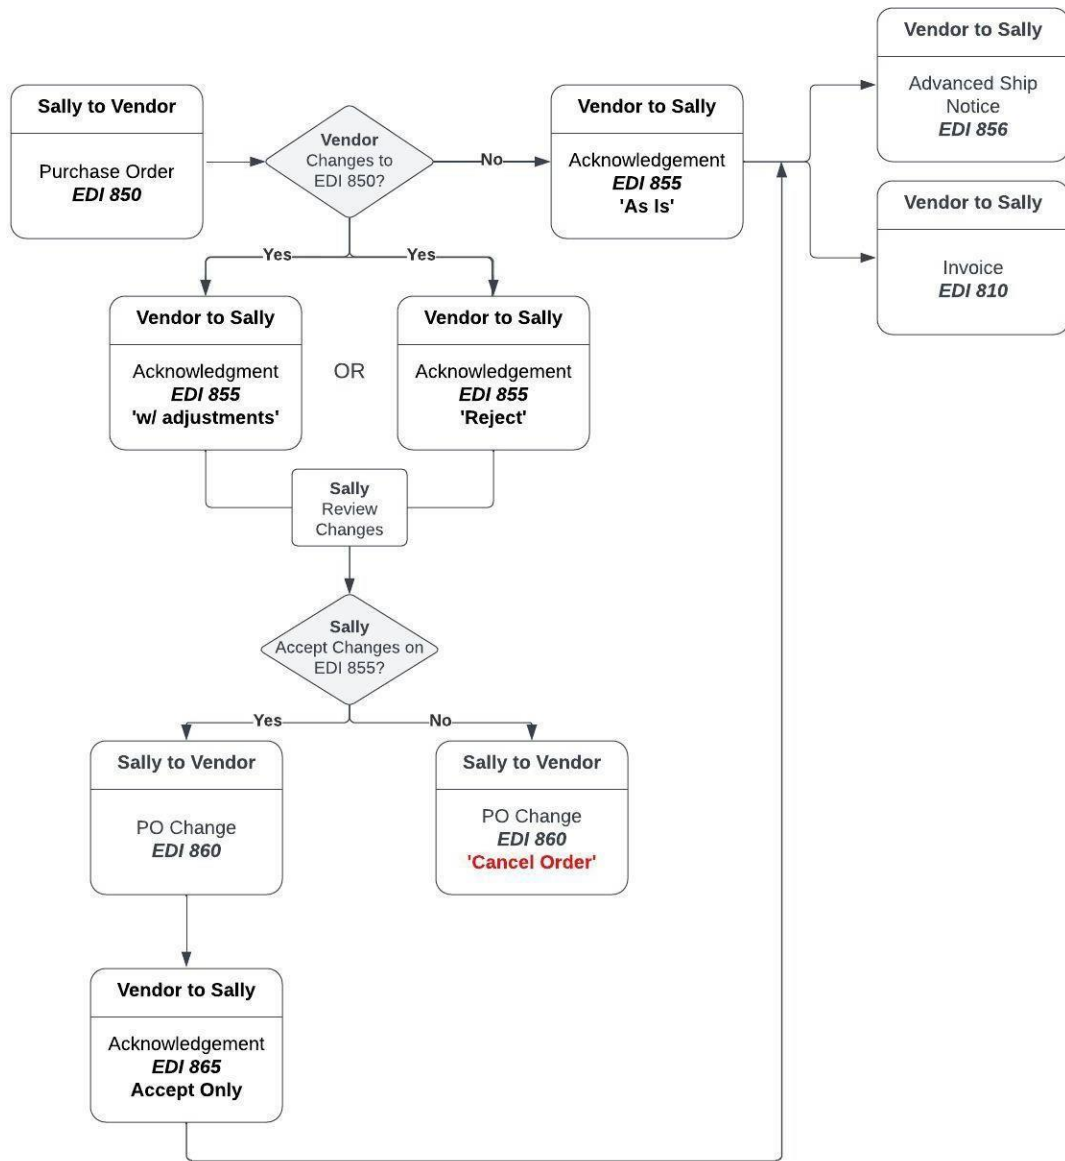 Vendor to Sally
Advanced Ship
Notice
EDI 856
Sally to Vendor
Purchase Order
EDI 850
Vendor
Changes to
EDI 850?
No
Vendor to Sally
Acknowledgement
EDI 855
'As Is'
Vendor to Sally
Invoice
EDI 810
Yes
Yes
Vendor to Sally
Acknowledgment
EDI 855
'w/ adjustments'
OR
Vendor to Sally
Acknowledgement
EDI 855
'Reject'
Sally
Review
Changes
Sally
Accept Changes on
EDI 855?
Yes
No
Sally to Vendor
PO Change
EDI 860
Sally to Vendor
PO Change
EDI 860
'Cancel Order'
Vendor to Sally
Acknowledgement
EDI 865
Accept Only